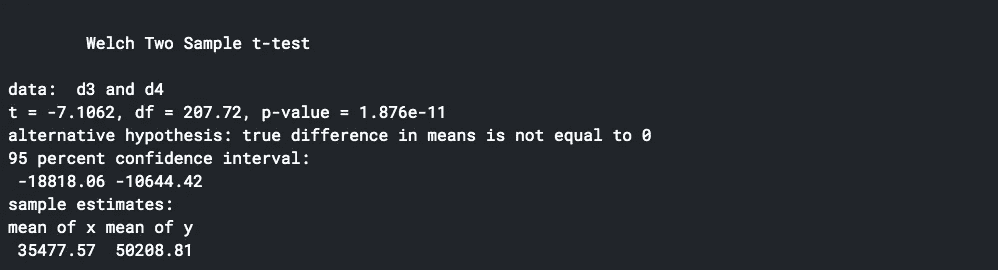 Welch Two Sample t-test
data:  d3 and d4
t = -7.1062, df = 207.72, p-value = 1.876e-11
alternative hypothesis: true difference in means is not equal to 0
95 percent confidence interval:
 -18818.06 -10644.42
sample estimates:
mean of x mean of y
 35477.57  50208.81